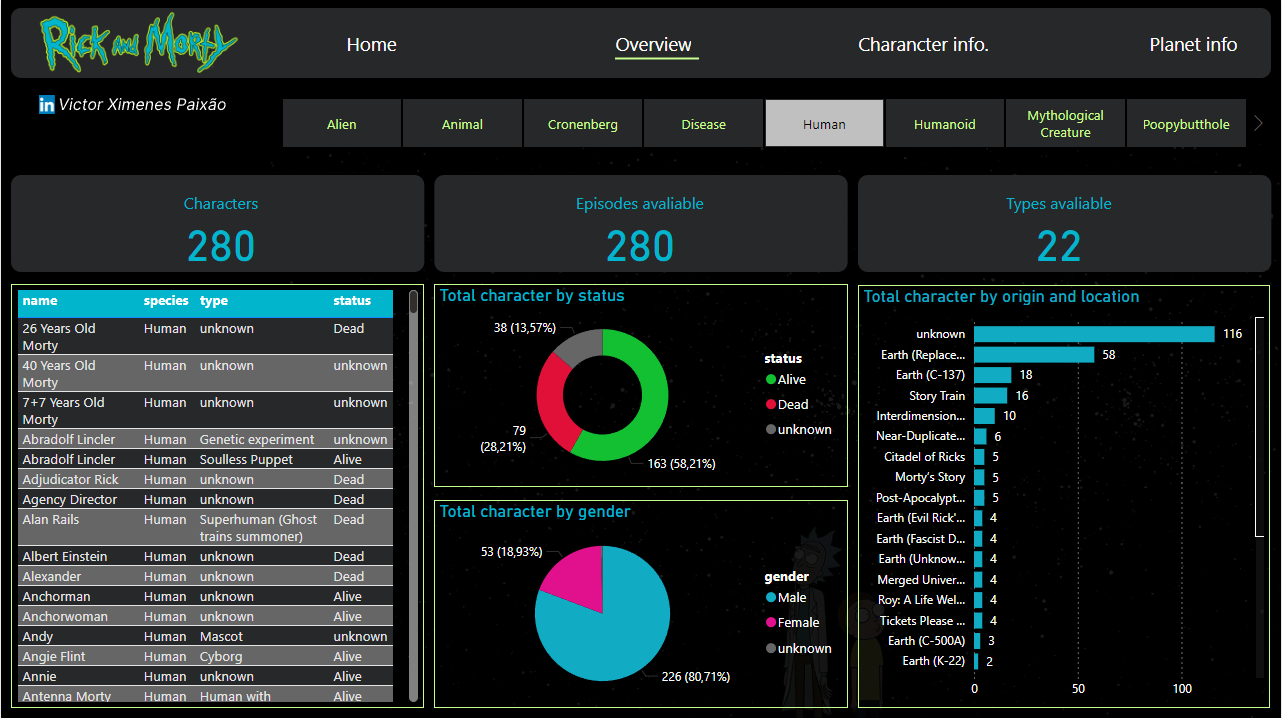 Rick and Morty
Home
Overview
Charancter info.
Planet info
in Victor Ximenes Paixão
Alien
Animal
Cronenberg
Disease
Human
Humanoid
Mythological
Creature
Poopybutthole
Characters
280
Episodes avaliable
280
Types avaliable
22
name species type status
26 Years Old Human unknown Dead
Morty
40 Years Old Human unknown unknown
Morty
7+7 Years Old Human unknown unknown
Morty
Abradolf Lincler Human Genetic experiment unknown
Abradolf Lincler Human Soulless Puppet Alive
Adjudicator Rick Human unknown Dead
Agency Director Human unknown Dead
Alan Rails Human Superhuman (Ghost Dead
trains summoner)
Albert Einstein Human unknown Dead
Alexander Human unknown Dead
Anchorman Human unknown Alive
Anchorwoman Human unknown Alive
Andy Human Mascot unknown
Angie Flint Human Cyborg Alive
Annie Human unknown Alive
Antenna Morty Human Human with Alive
Total character by status
38 (13,57%)
79
(28,21%)
163 (58,21%)
status
Alive
Dead
unknown
Total character by gender
53 (18,93%)
226 (80,71%)
gender
Male
Female
unknown
Total character by origin and location
unknown 116
Earth (Replace... 58
Earth (C-137) 18
Story Train 16
Interdimension... 10
Near-Duplicate... 6
Citadel of Ricks 5
Morty's Story 5
Post-Apocalypt... 5
Earth (Evil Rick'... 4
Earth (Fascist D... 4
Earth (Unknow... 4
Merged Univer... 4
Roy: A Life Wel... 4
Tickets Please ... 4
Earth (C-500A) 3
Earth (K-22) 2
0 50 100